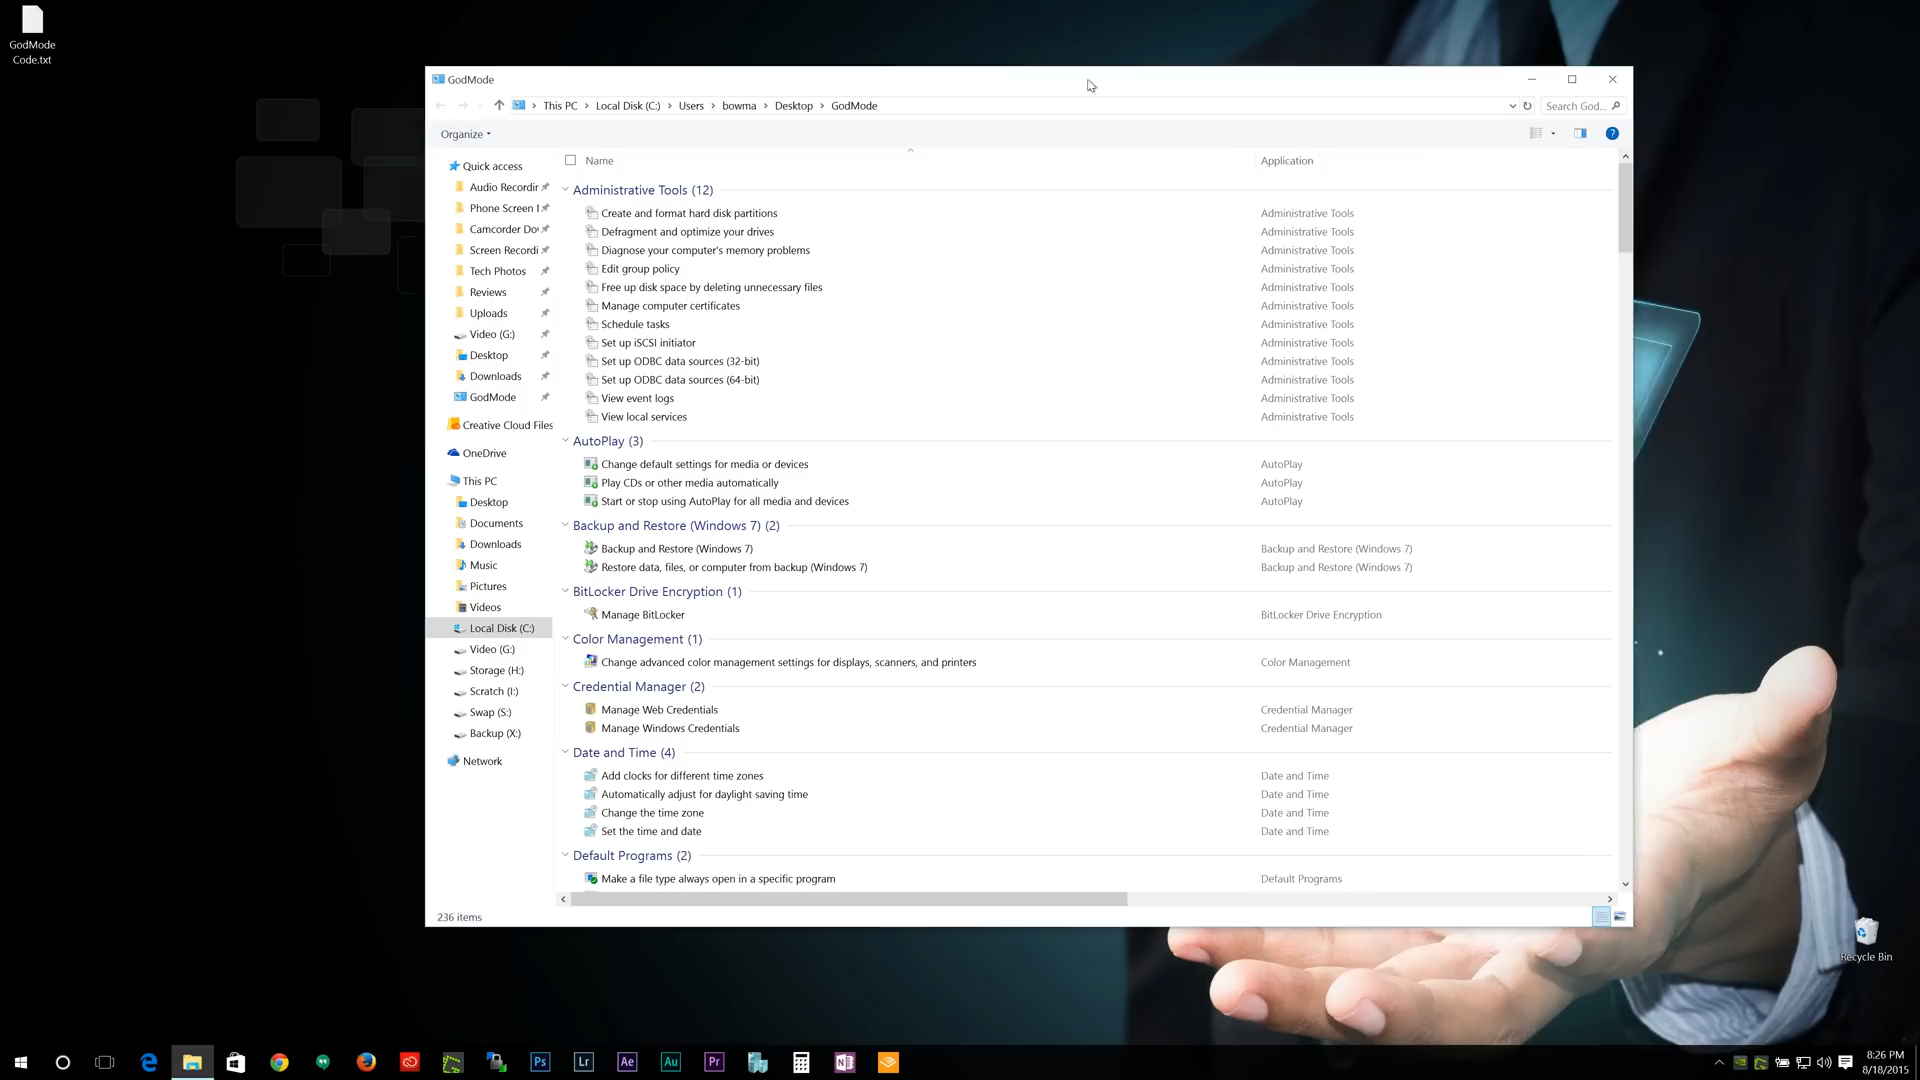 GodMode
Code.txt
GodMode
This PC
Local Disk (C:)
Users
bowma
Desktop
GodMode
Search God...
Organize
Name
Application
Quick access
Audio Recordir
Phone Screen I
Camcorder Do
Screen Recordi
Tech Photos
Reviews
Uploads
Video (G:)
Desktop
Downloads
GodMode
Creative Cloud Files
OneDrive
This PC
Desktop
Documents
Downloads
Music
Pictures
Videos
Local Disk (C:)
Video (G:)
Storage (H:)
Scratch (I:)
Swap (S:)
Backup (X:)
Network
Administrative Tools (12)
Create and format hard disk partitions Administrative Tools
Defragment and optimize your drives Administrative Tools
Diagnose your computer's memory problems Administrative Tools
Edit group policy Administrative Tools
Free up disk space by deleting unnecessary files Administrative Tools
Manage computer certificates Administrative Tools
Schedule tasks Administrative Tools
Set up iSCSI initiator Administrative Tools
Set up ODBC data sources (32-bit) Administrative Tools
Set up ODBC data sources (64-bit) Administrative Tools
View event logs Administrative Tools
View local services Administrative Tools
AutoPlay (3)
Change default settings for media or devices AutoPlay
Play CDs or other media automatically AutoPlay
Start or stop using AutoPlay for all media and devices AutoPlay
Backup and Restore (Windows 7) (2)
Backup and Restore (Windows 7) Backup and Restore (Windows 7)
Restore data, files, or computer from backup (Windows 7) Backup and Restore (Windows 7)
BitLocker Drive Encryption (1)
Manage BitLocker BitLocker Drive Encryption
Color Management (1)
Change advanced color management settings for displays, scanners, and printers Color Management
Credential Manager (2)
Manage Web Credentials Credential Manager
Manage Windows Credentials Credential Manager
Date and Time (4)
Add clocks for different time zones Date and Time
Automatically adjust for daylight saving time Date and Time
Change the time zone Date and Time
Set the time and date Date and Time
Default Programs (2)
Make a file type always open in a specific program Default Programs
236 items
Recycle Bin
Ps
Lr
Ae
Au
Pr
N
8:26 PM
8/18/2015